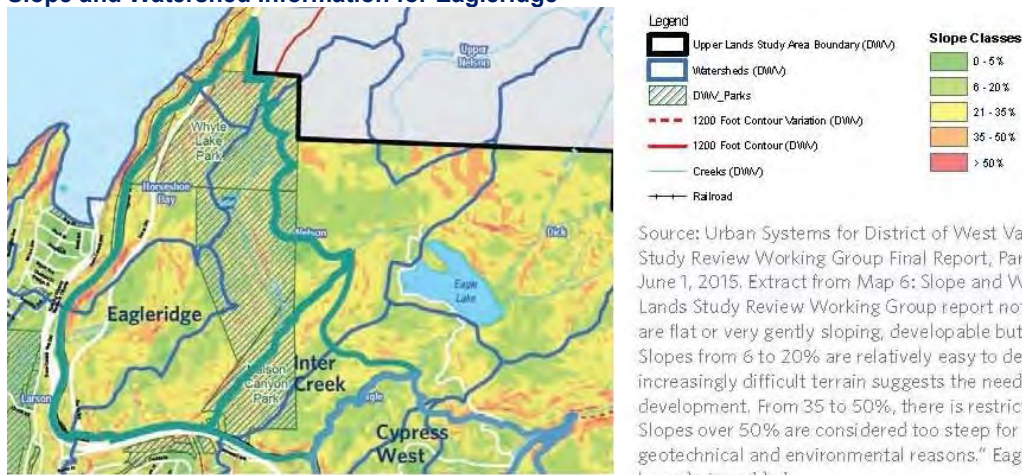 Slope and Watershed Information for Eagleridge
Upper
Nelson
Whyte
Lake
Park
Horseshoe
Bay
Nelson
Dick
Eagle
Lake
Eagleridge
Nelson
Canyon
Park
Inter
Creek
Larson
Eagle
Cypress
West
Legend
Upper Lands Study Area Boundary (DWV)
Watersheds (DWV)
DWV_Parks
1200 Foot Contour Variation (DWV)
1200 Foot Contour (DWV)
Creeks (DWV)
Railroad
Slope Classes
0 - 5%
6 - 20%
21 - 35%
35 - 50%
> 50%
Source: Urban Systems for District of West Va
Study Review Working Group Final Report, Par
June 1, 2015. Extract from Map 6: Slope and W
Lands Study Review Working Group report no
are flat or very gently sloping, developable but
Slopes from 6 to 20% are relatively easy to de
increasingly difficult terrain suggests the need
development. From 35 to 50%, there is restric
Slopes over 50% are considered too steep for
geotechnical and environmental reasons." Eag